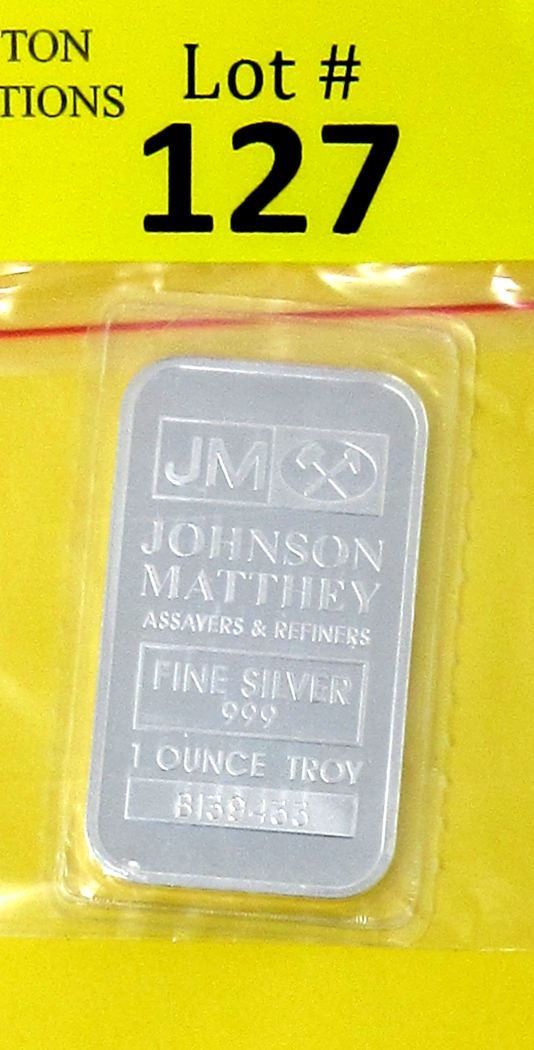 TON
TIONS
Lot #
127
JM
JOHNSON
MATTHEY
ASSAYERS & REFINERS
FINE SILVER
999
1 OUNCE TROY